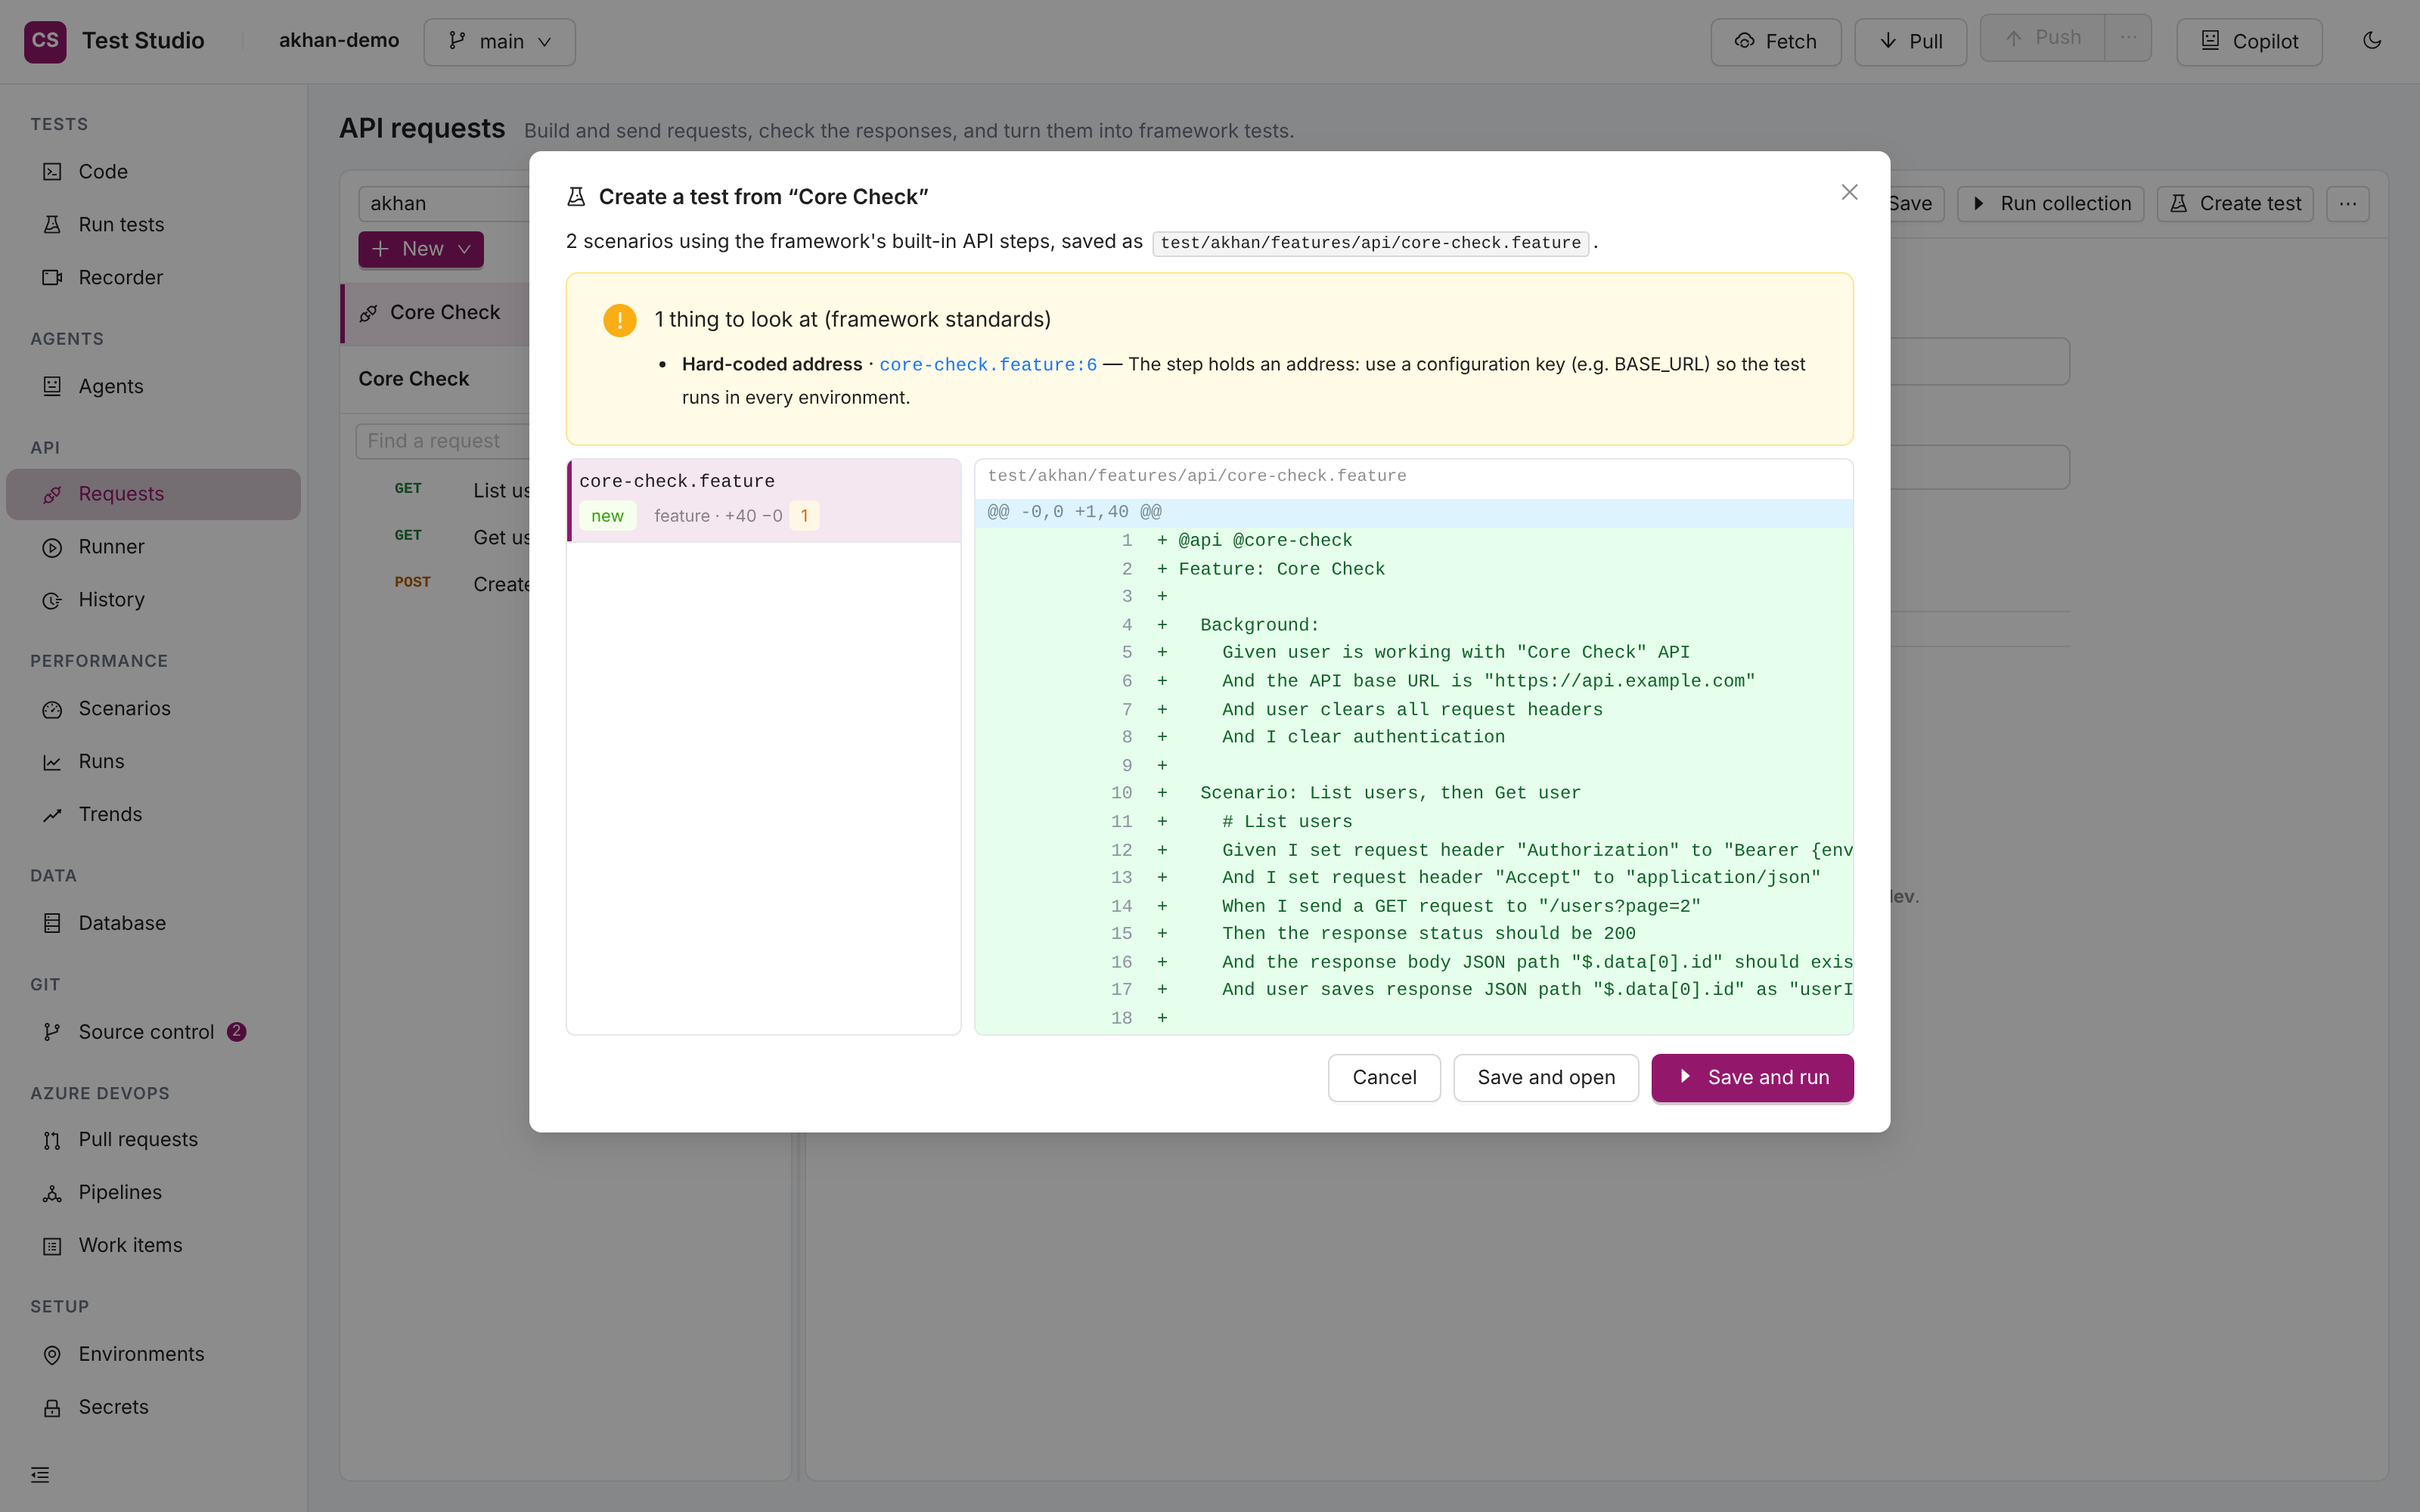 CS Test Studio akhan-demo main Fetch Pull Push ··· Copilot
TESTS
Code
Run tests
Recorder
AGENTS
Agents
API
Requests
Runner
History
PERFORMANCE
Scenarios
Runs
Trends
DATA
Database
GIT
Source control 2
AZURE DEVOPS
Pull requests
Pipelines
Work items
SETUP
Environments
Secrets
API requests Build and send requests, check the responses, and turn them into framework tests.
akhan
Save Run collection Create test ···
+ New
Core Check
Core Check
Find a request
GET List us
GET Get us
POST Create
Create a test from “Core Check”
2 scenarios using the framework's built-in API steps, saved as test/akhan/features/api/core-check.feature .
1 thing to look at (framework standards)
• Hard-coded address · core-check.feature:6 — The step holds an address: use a configuration key (e.g. BASE_URL) so the test
runs in every environment.
core-check.feature
new feature · +40 −0 1
test/akhan/features/api/core-check.feature
@@ -0,0 +1,40 @@
1 + @api @core-check
2 + Feature: Core Check
3 +
4 + Background:
5 + Given user is working with "Core Check" API
6 + And the API base URL is "https://api.example.com"
7 + And user clears all request headers
8 + And I clear authentication
9 +
10 + Scenario: List users, then Get user
11 + # List users
12 + Given I set request header "Authorization" to "Bearer {env
13 + And I set request header "Accept" to "application/json"
14 + When I send a GET request to "/users?page=2"
15 + Then the response status should be 200
16 + And the response body JSON path "$.data[0].id" should exis
17 + And user saves response JSON path "$.data[0].id" as "userI
18 +
Cancel Save and open Save and run
dev.